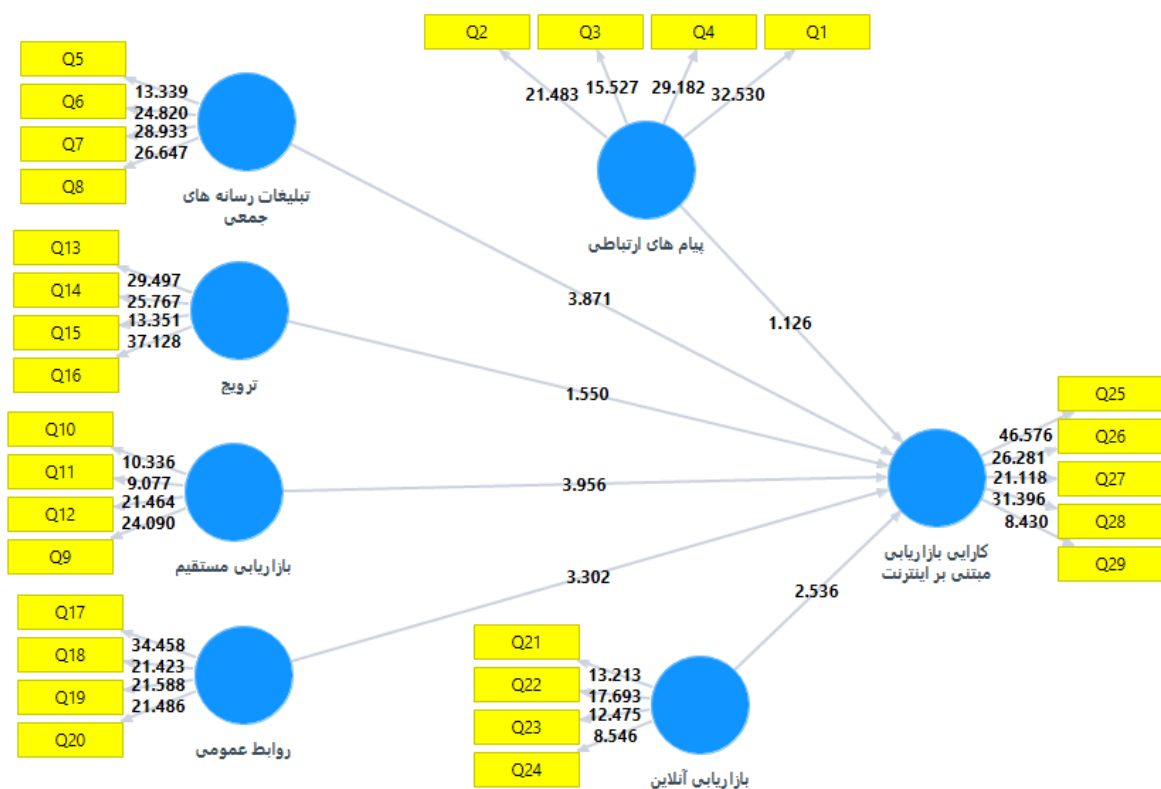 Q2
Q3
Q4
Q1
21.483
15.527
29.182
32.530
پیام های ارتباطی
1.126
Q5
Q6
Q7
Q8
13.339
24.820
28.933
26.647
تبلیغات رسانه های
جمعی
3.871
Q13
Q14
Q15
Q16
29.497
25.767
13.351
37.128
ترویج
1.550
Q10
Q11
Q12
Q9
10.336
9.077
21.464
24.090
بازاریابی مستقیم
3.956
Q17
Q18
Q19
Q20
34.458
21.423
21.588
21.486
روابط عمومی
3.302
Q21
Q22
Q23
Q24
13.213
17.693
12.475
8.546
بازاریابی آنلاین
2.536
کارایی بازاریابی
مبتنی بر اینترنت
46.576
26.281
21.118
31.396
8.430
Q25
Q26
Q27
Q28
Q29